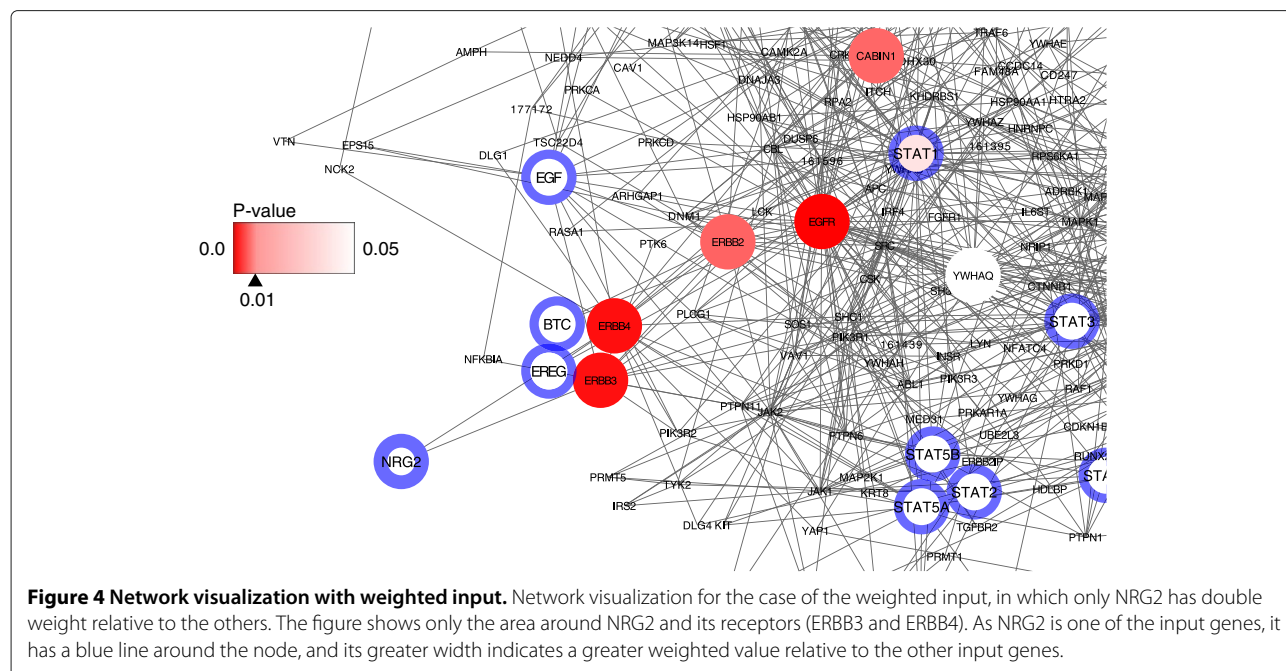 TRAF6
AMPH
MAP3K14
HSF1
CAMK2A
CABIN1
YWHAE
NEDD4
CAV1
DHX30
CCDC14
FAM48A
CD247
DNAJA3
PRKCA
ITCH
RPA2
KHDRBS1
HSP90AA1
HTRA2
177172
HSP90AB1
YWHAZ
HNRNPC
VTN
EPS15
TSC22D4
PRKCD
DUSP6
CBL
161395
DLG1
STAT1
RPS6KA1
NCK2
EGF
161596
ARHGAP1
APC
ADRBK1
P-value
DNM1
LCK
IRF4
FGFR1
IL6ST
MAPK1
0.0
0.05
RASA1
PTK6
ERBB2
EGFR
SRC
NRIP1
0.01
CSK
YWHAQ
CTNNB1
BTC
ERBB4
PLCG1
SOS1
SHC1
STAT3
PIK3R1
161439
LYN
NFATC4
NFKBIA
VAV1
YWHAH
INSR
PRKD1
EREG
ERBB3
ABL1
PIK3R3
RAF1
YWHAG
PTPN11
JAK2
PRKAR1A
MED31
PIK3R2
PTPN6
UBE2L3
NRG2
STAT5B
ERBB2IP
PRMT5
TYK2
MAP2K1
JAK1
KRT8
STAT2
HDLBP
IRS2
STAT5A
DLG4
KIT
YAP1
TGFBR2
PTPN1
PRMT1
Figure 4 Network visualization with weighted input. Network visualization for the case of the weighted input, in which only NRG2 has double
weight relative to the others. The figure shows only the area around NRG2 and its receptors (ERBB3 and ERBB4). As NRG2 is one of the input genes, it
has a blue line around the node, and its greater width indicates a greater weighted value relative to the other input genes.